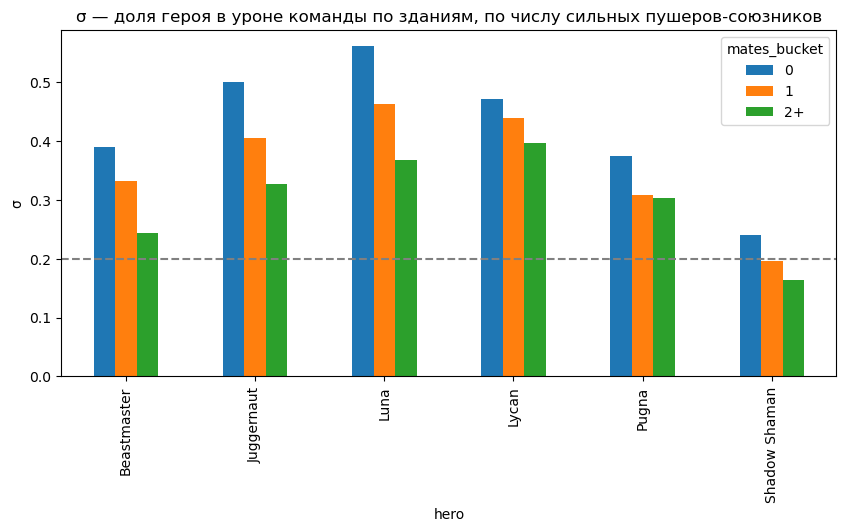 σ — доля героя в уроне команды по зданиям, по числу сильных пушеров-союзников
mates_bucket
0
1
2+
σ
0.5
0.4
0.3
0.2
0.1
0.0
Beastmaster
Juggernaut
Luna
Lycan
Pugna
Shadow Shaman
hero